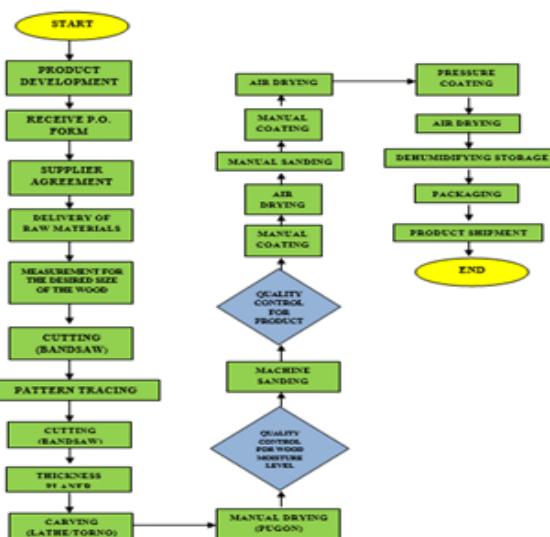 START
PRODUCT
DEVELOPMENT
RECEIVE P.O.
FORM
SUPPLIER
AGREEMENT
DELIVERY OF
RAW MATERIALS
MEASUREMENT FOR
THE DESIRED SIZE
OF THE WOOD
CUTTING
(BANDSAW)
PATTERN TRACING
CUTTING
(BANDSAW)
THICKNESS
PLANER
CARVING
(LATHE/TORNO)
MANUAL DRYING
(PUGON)
QUALITY
CONTROL
FOR WOOD
MOISTURE
LEVEL
MACHINE
SANDING
QUALITY
CONTROL
FOR
PRODUCT
MANUAL
COATING
AIR
DRYING
MANUAL SANDING
MANUAL
COATING
AIR DRYING
PRESSURE
COATING
AIR DRYING
DEHUMIDIFYING STORAGE
PACKAGING
PRODUCT SHIPMENT
END